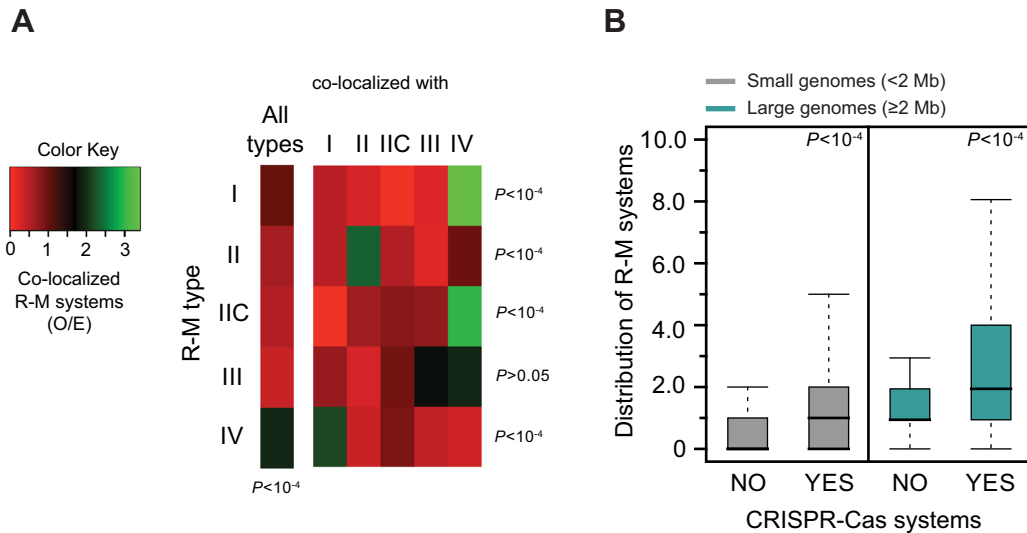 A
co-localized with
All
types
I II IIC III IV
Color Key
0 1 2 3
Co-localized
R-M systems
(O/E)
R-M type
I
II
IIC
III
IV
P<10⁻⁴
P<10⁻⁴
P<10⁻⁴
P>0.05
P<10⁻⁴
P<10⁻⁴
B
Small genomes (<2 Mb)
Large genomes (≥2 Mb)
P<10⁻⁴ P<10⁻⁴
Distribution of R-M systems
10.0
8.0
6.0
4.0
2.0
0
NO YES NO YES
CRISPR-Cas systems